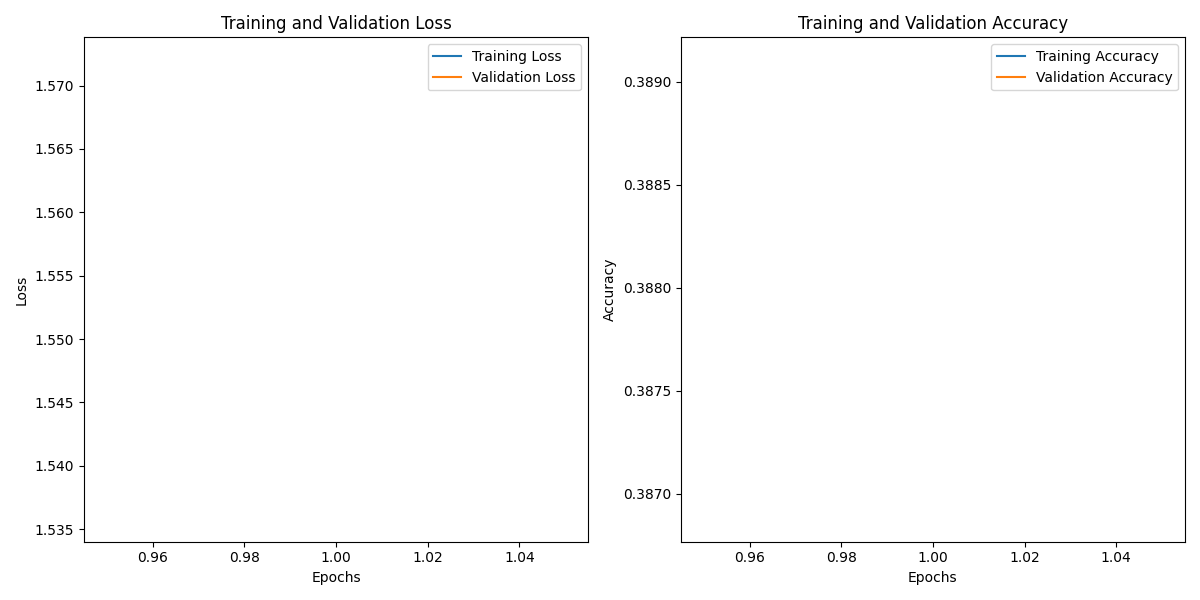 Training and Validation Loss
Training Loss
Validation Loss
1.570
1.565
1.560
1.555
1.550
1.545
1.540
1.535
Loss
0.96 0.98 1.00 1.02 1.04
Epochs
Training and Validation Accuracy
Training Accuracy
Validation Accuracy
0.3890
0.3885
0.3880
0.3875
0.3870
Accuracy
0.96 0.98 1.00 1.02 1.04
Epochs